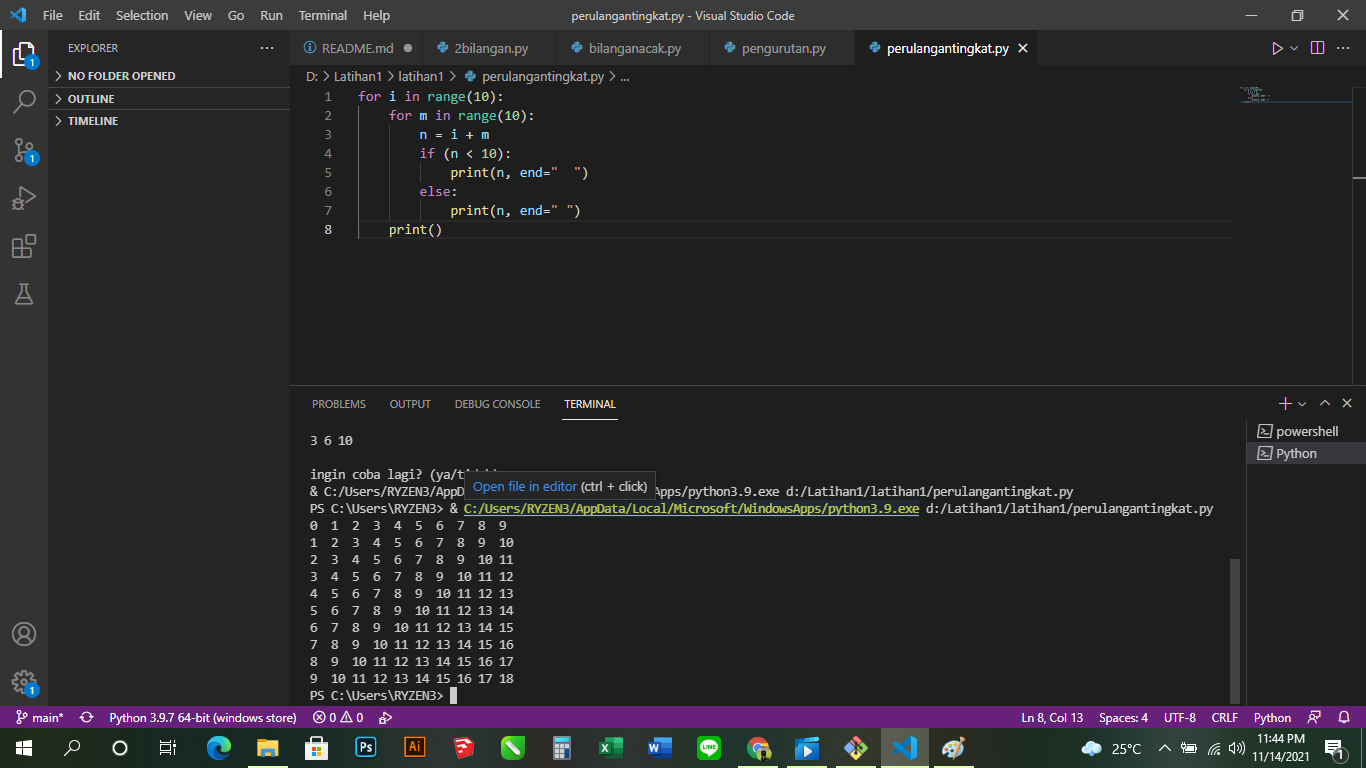 File Edit Selection View Go Run Terminal Help
perulangantingkat.py - Visual Studio Code
EXPLORER
NO FOLDER OPENED
OUTLINE
TIMELINE
README.md 2bilangan.py bilanganacak.py pengurutan.py perulangantingkat.py
D: > Latihan1 > latihan1 > perulangantingkat.py > ...
1 for i in range(10):
2     for m in range(10):
3         n = i + m
4         if (n < 10):
5             print(n, end="  ")
6         else:
7             print(n, end=" ")
8     print()
PROBLEMS OUTPUT DEBUG CONSOLE TERMINAL
powershell
Python
3 6 10
ingin coba lagi? (ya/
Open file in editor (ctrl + click)
& C:/Users/RYZEN3/AppD apps/python3.9.exe d:/Latihan1/latihan1/perulangantingkat.py
PS C:\Users\RYZEN3> & C:/Users/RYZEN3/AppData/Local/Microsoft/WindowsApps/python3.9.exe d:/Latihan1/latihan1/perulangantingkat.py
0  1  2  3  4  5  6  7  8  9
1  2  3  4  5  6  7  8  9  10
2  3  4  5  6  7  8  9  10 11
3  4  5  6  7  8  9  10 11 12
4  5  6  7  8  9  10 11 12 13
5  6  7  8  9  10 11 12 13 14
6  7  8  9  10 11 12 13 14 15
7  8  9  10 11 12 13 14 15 16
8  9  10 11 12 13 14 15 16 17
9  10 11 12 13 14 15 16 17 18
PS C:\Users\RYZEN3>
1
1
1
main* Python 3.9.7 64-bit (windows store) 0 0 Ln 8, Col 13 Spaces: 4 UTF-8 CRLF Python
Ps Ai LINE 25°C 11:44 PM
11/14/2021
1